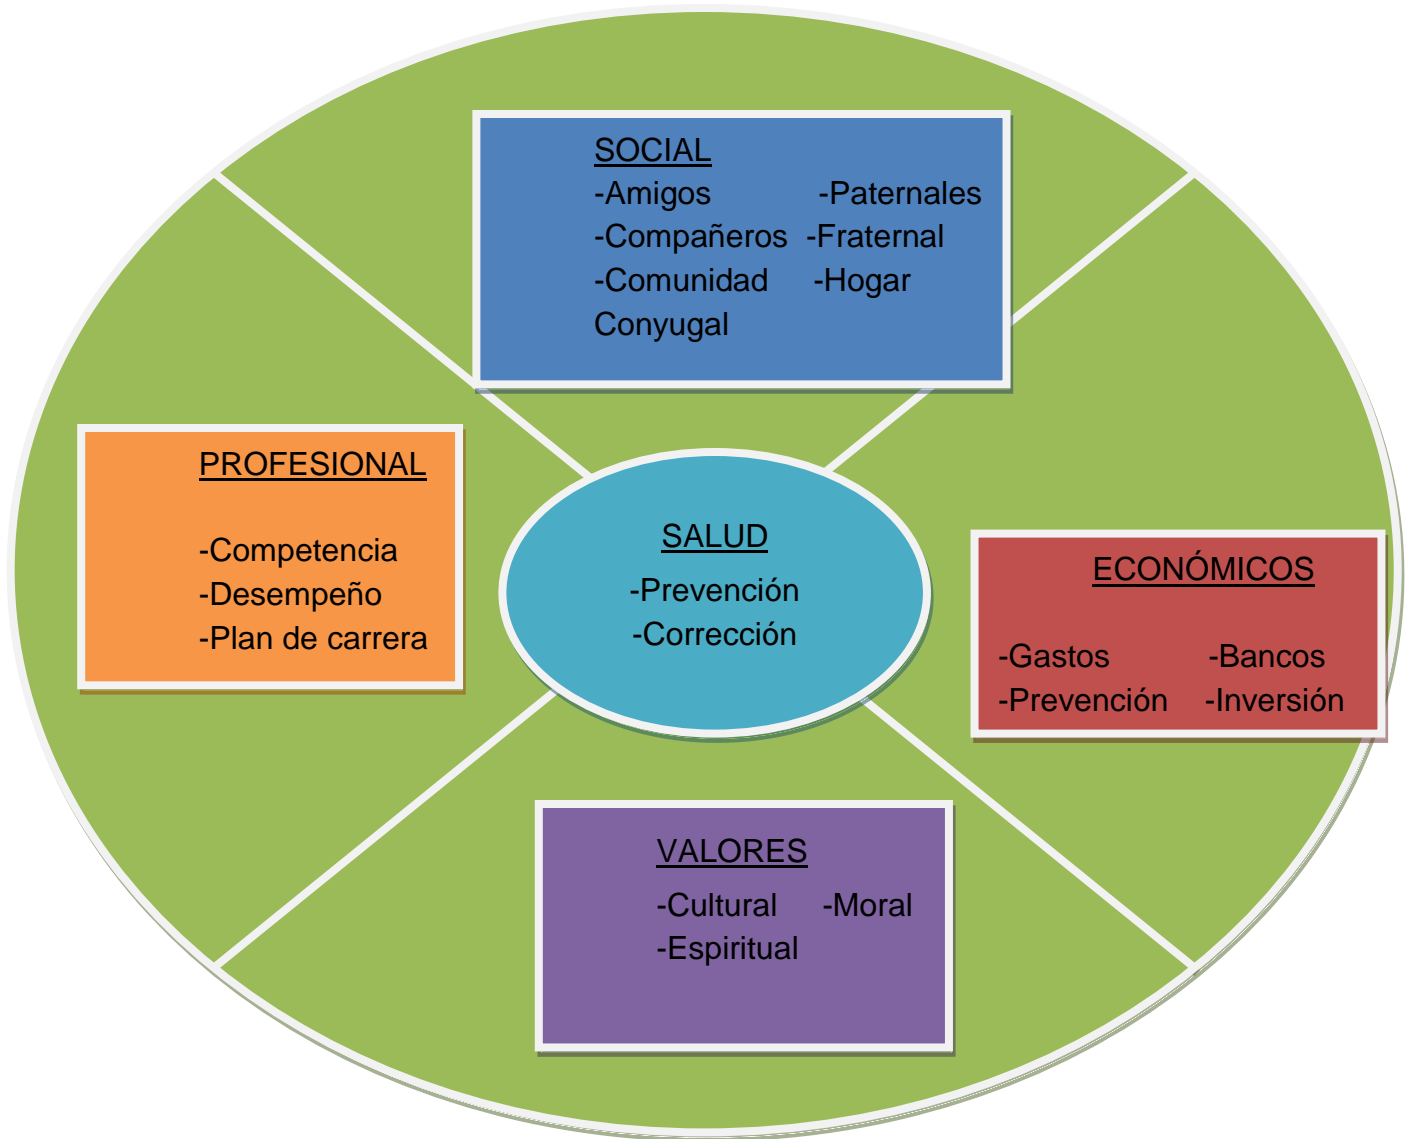 SOCIAL
-Amigos -Paternales
-Compañeros -Fraternal
-Comunidad -Hogar
Conyugal
PROFESIONAL
-Competencia
-Desempeño
-Plan de carrera
SALUD
-Prevención
-Corrección
ECONÓMICOS
-Gastos -Bancos
-Prevención -Inversión
VALORES
-Cultural -Moral
-Espiritual